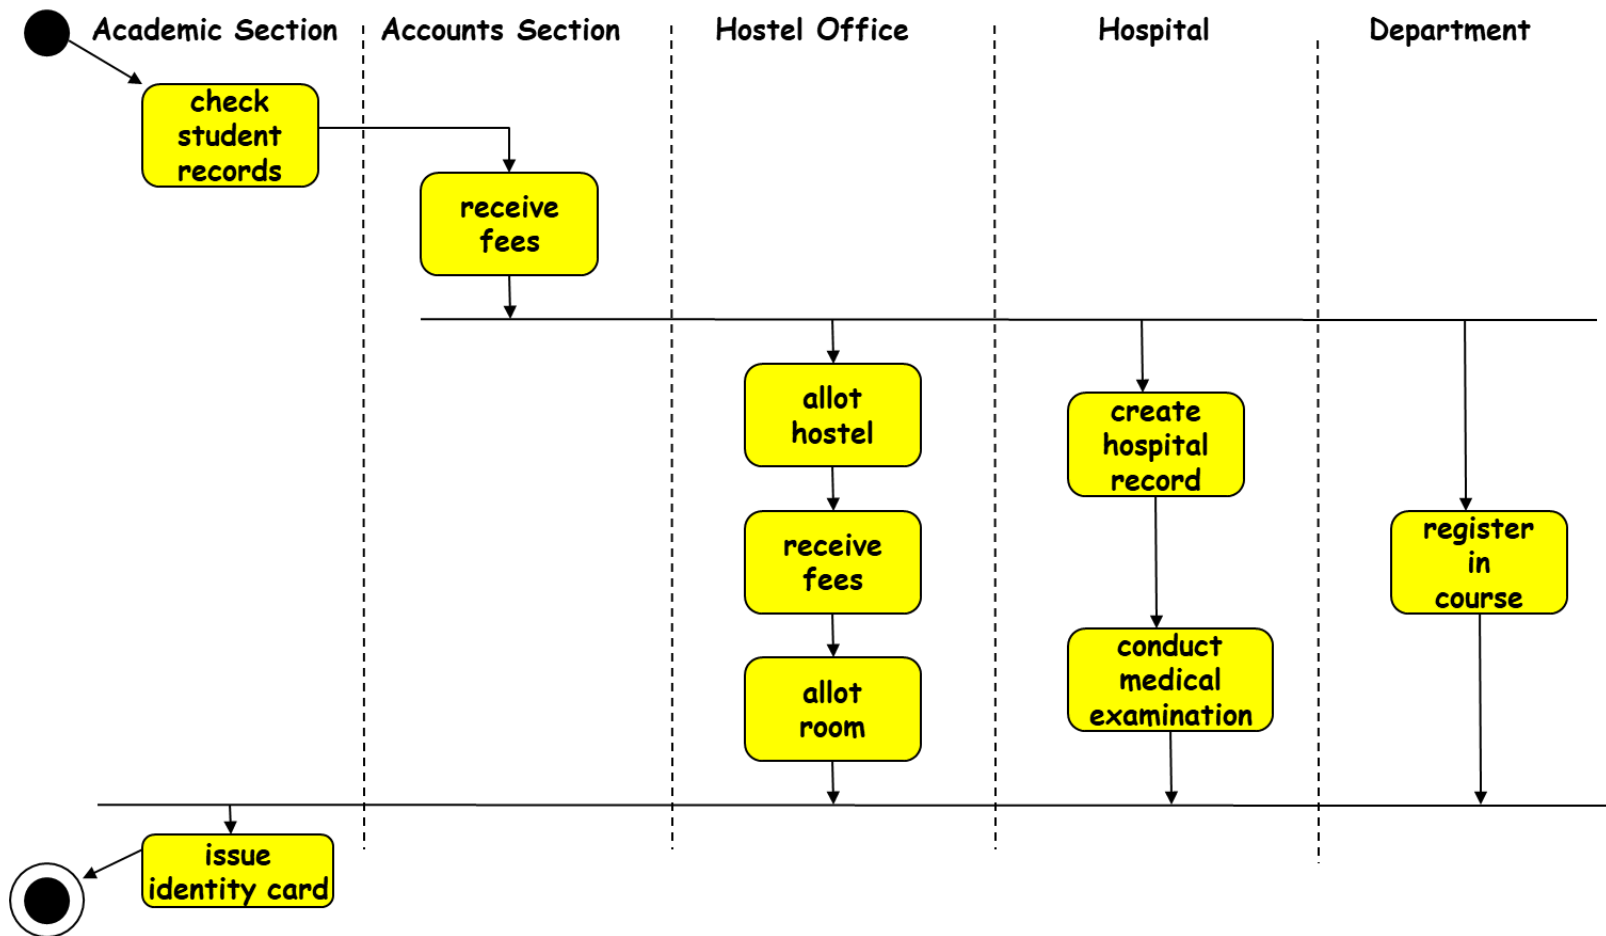 Academic Section
Accounts Section
Hostel Office
Hospital
Department
check
student
records
receive
fees
allot
hostel
receive
fees
allot
room
create
hospital
record
conduct
medical
examination
register
in
course
issue
identity card